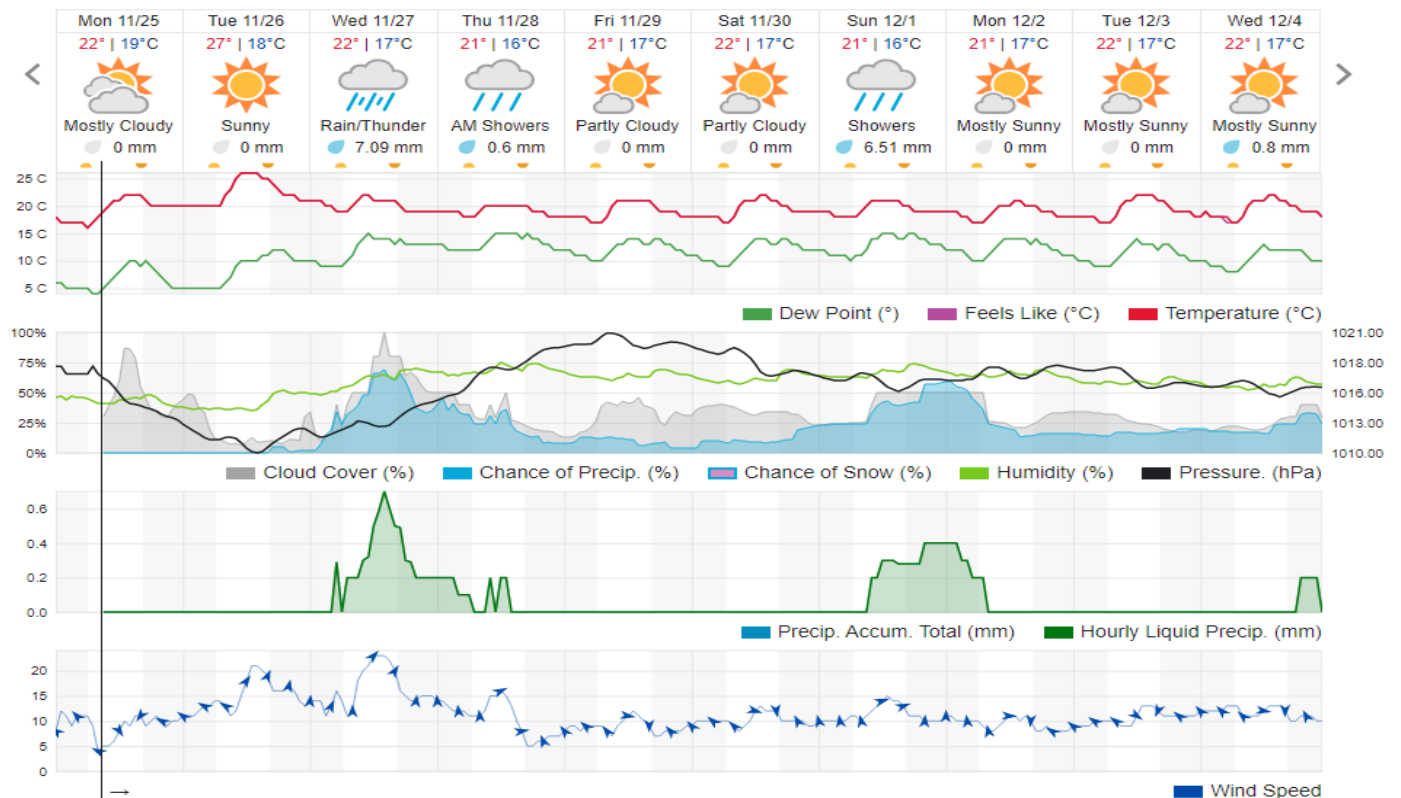 Mon 11/25 Tue 11/26 Wed 11/27 Thu 11/28 Fri 11/29 Sat 11/30 Sun 12/1 Mon 12/2 Tue 12/3 Wed 12/4
22° | 19°C 27° | 18°C 22° | 17°C 21° | 16°C 21° | 17°C 22° | 17°C 21° | 16°C 21° | 17°C 22° | 17°C 22° | 17°C
Mostly Cloudy Sunny Rain/Thunder AM Showers Partly Cloudy Partly Cloudy Showers Mostly Sunny Mostly Sunny Mostly Sunny
0 mm 0 mm 7.09 mm 0.6 mm 0 mm 0 mm 6.51 mm 0 mm 0 mm 0.8 mm
25 C
20 C
15 C
10 C
5 C
Dew Point (°) Feels Like (°C) Temperature (°C)
100% 1021.00
75% 1018.00
50% 1016.00
25% 1013.00
0% 1010.00
Cloud Cover (%) Chance of Precip. (%) Chance of Snow (%) Humidity (%) Pressure. (hPa)
0.6
0.4
0.2
0.0
Precip. Accum. Total (mm) Hourly Liquid Precip. (mm)
20
15
10
5
0
Wind Speed